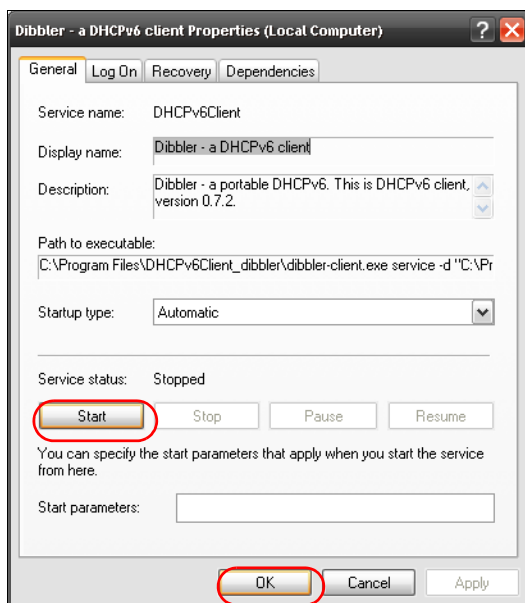 Dibbler - a DHCPv6 client Properties (Local Computer)
General Log On Recovery Dependencies
Service name: DHCPv6Client
Display name: Dibbler - a DHCPv6 client
Description: Dibbler - a portable DHCPv6. This is DHCPv6 client,
version 0.7.2.
Path to executable:
C:\Program Files\DHCPv6Client_dibbler\dibbler-client.exe service -d "C:\Pr
Startup type: Automatic
Service status: Stopped
Start Stop Pause Resume
You can specify the start parameters that apply when you start the service
from here.
Start parameters:
OK Cancel Apply